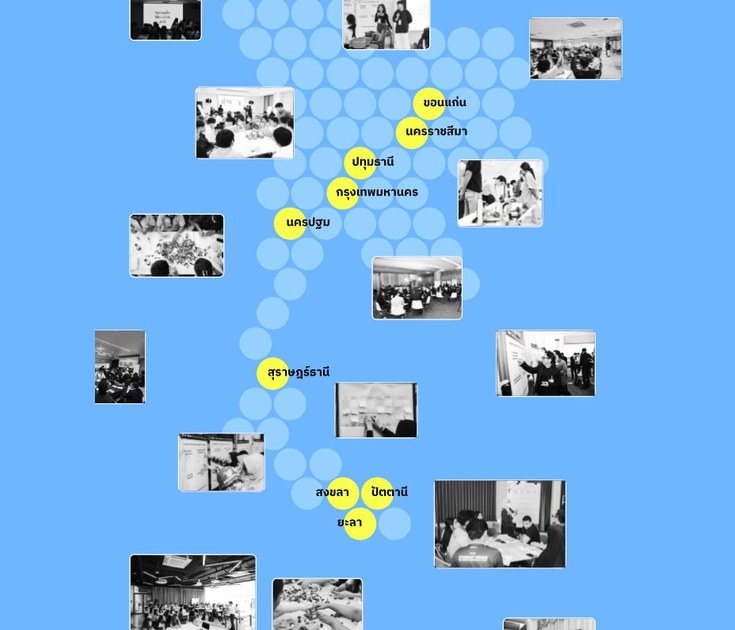 ขอนแก่น
นครราชสีมา
ปทุมธานี
กรุงเทพมหานคร
นครปฐม
สุราษฎร์ธานี
สงขลา
ปัตตานี
ยะลา